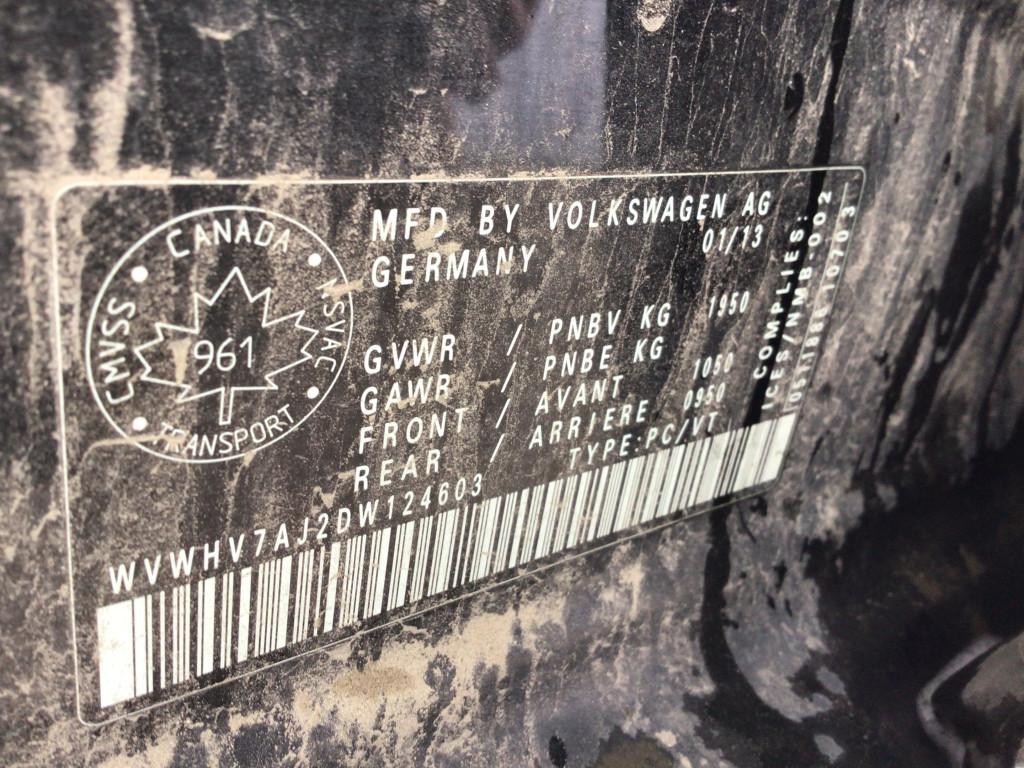 CANADA
CMVSS
NSVAC
961
TRANSPORT
MFD BY VOLKSWAGEN AG
GERMANY 01/13
GVWR / PNBV KG 1950
GAWR / PNBE KG
FRONT / AVANT 1050
REAR / ARRIERE 0950
TYPE:PC/VT
WVWHV7AJ2DW124603
COMPLIES:
ICES/NMB-002